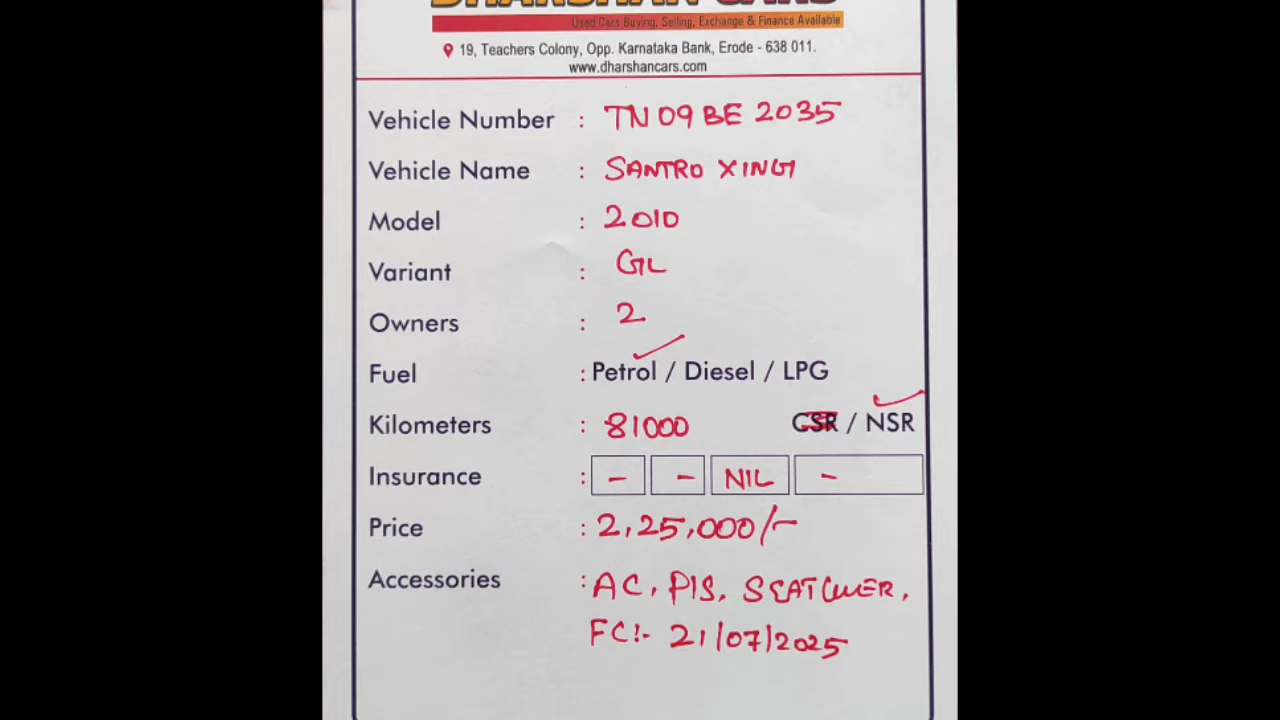 DHARSHAN CARS
Used Cars Buying, Selling, Exchange & Finance Available
19, Teachers Colony, Opp. Karnataka Bank, Erode - 638 011.
www.dharshancars.com
Vehicle Number : TN 09 BE 2035
Vehicle Name : SANTRO XING
Model : 2010
Variant : GL
Owners : 2
Fuel : Petrol / Diesel / LPG
Kilometers : 81000 CSR / NSR
Insurance : - - NIL -
Price : 2,25,000/-
Accessories : AC, P/S, SEATCOVER,
FC:- 21/07/2025